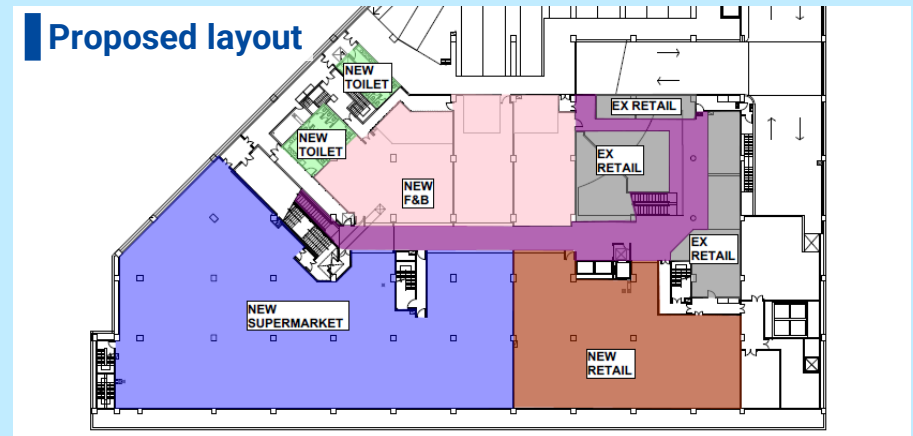 Proposed layout
NEW
TOILET
EX RETAIL
NEW
TOILET
EX
RETAIL
NEW
F&B
EX
RETAIL
NEW
SUPERMARKET
NEW
RETAIL